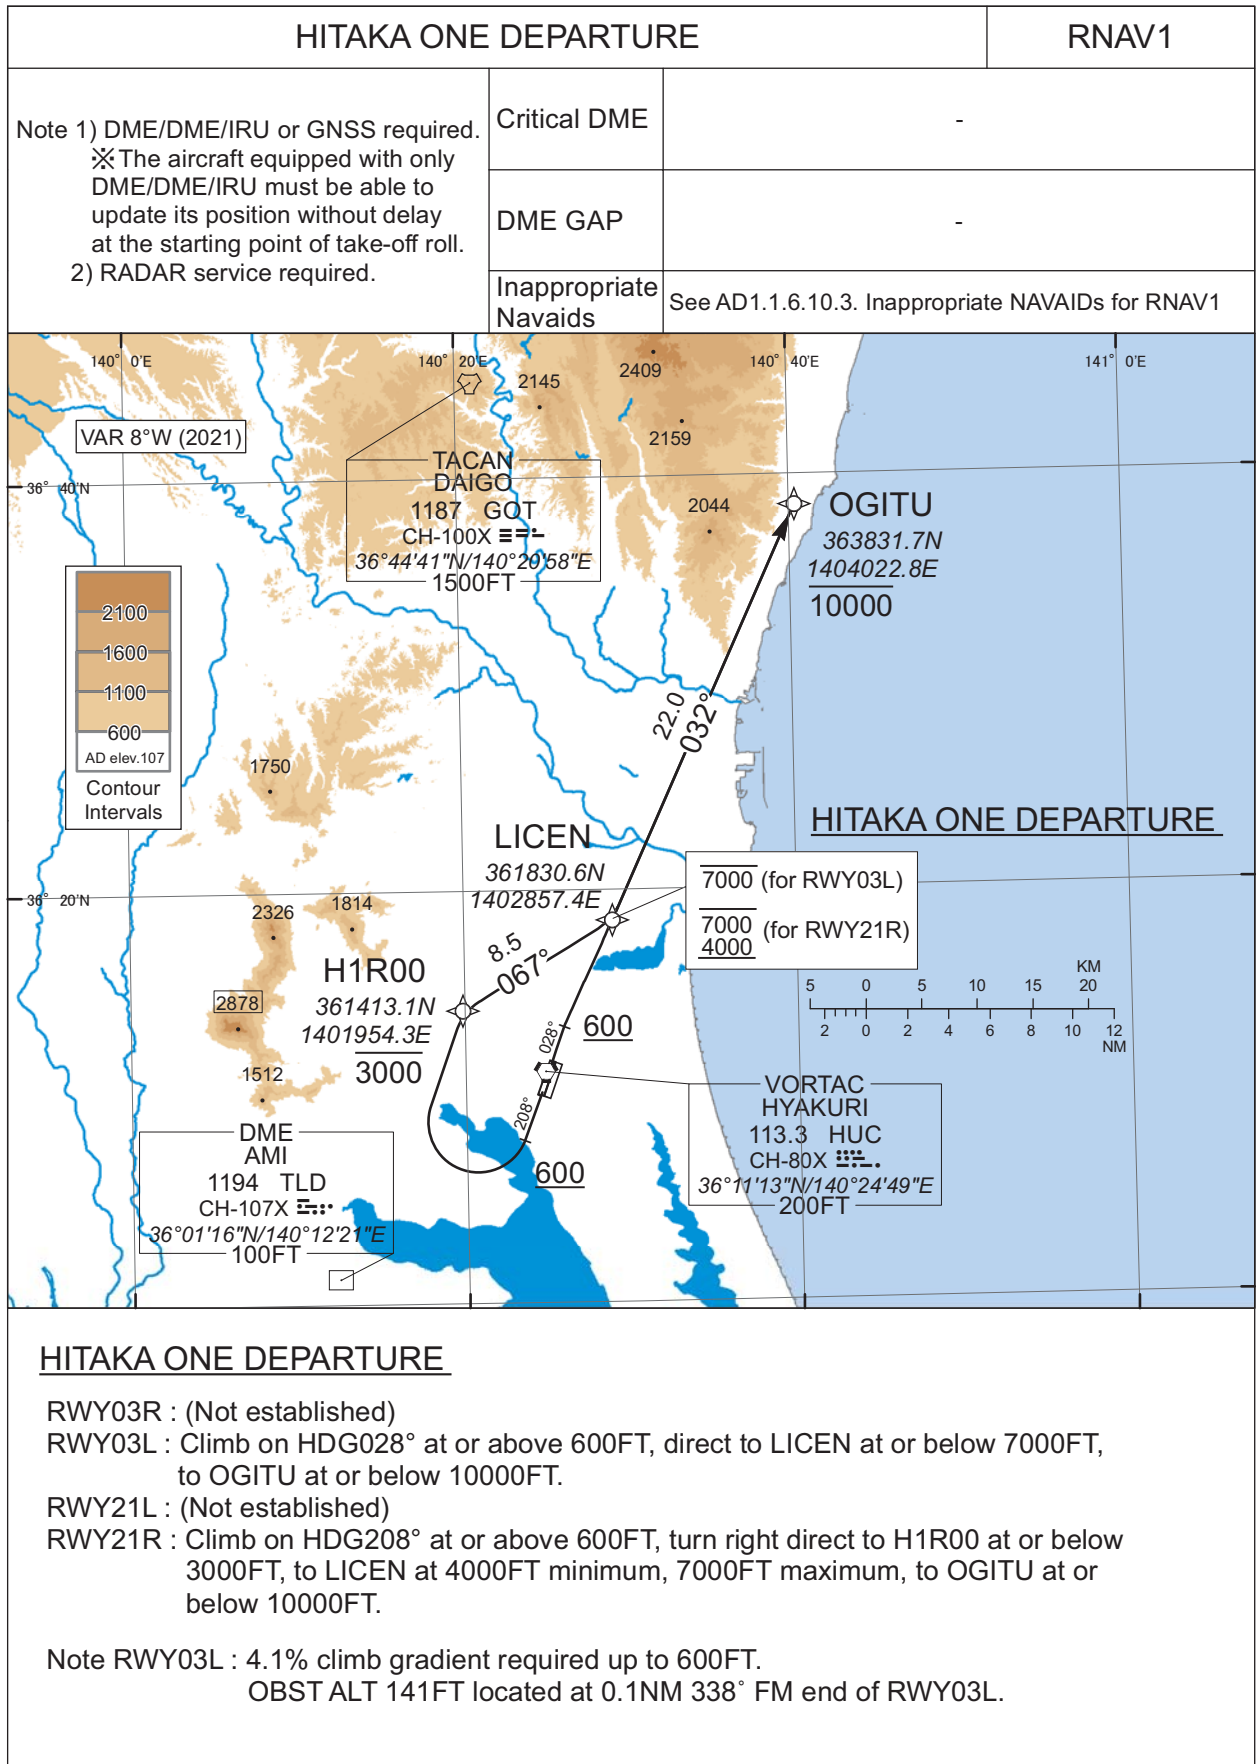 HITAKA ONE DEPARTURE
RNAV1
Note 1) DME/DME/IRU or GNSS required.
※The aircraft equipped with only
DME/DME/IRU must be able to
update its position without delay
at the starting point of take-off roll.
2) RADAR service required.
Critical DME
-
DME GAP
-
Inappropriate
Navaids
See AD1.1.6.10.3. Inappropriate NAVAIDs for RNAV1
140° 0'E
140° 20'E
140° 40'E
141° 0'E
2409
2145
2159
VAR 8°W (2021)
TACAN
DAIGO
1187 GOT
CH-100X
36°44'41"N/140°20'58"E
1500FT
36° 40'N
2044
OGITU
363831.7N
1404022.8E
10000
2100
1600
1100
600
AD elev.107
Contour
Intervals
22.0
032°
1750
HITAKA ONE DEPARTURE
LICEN
361830.6N
1402857.4E
7000 (for RWY03L)
7000
4000
(for RWY21R)
36° 20'N
2326
1814
8.5
067°
H1R00
361413.1N
1401954.3E
3000
2878
1512
KM
5 0 5 10 15 20
2 0 2 4 6 8 10 12
NM
028°
600
208°
600
VORTAC
HYAKURI
113.3 HUC
CH-80X
36°11'13"N/140°24'49"E
200FT
DME
AMI
1194 TLD
CH-107X
36°01'16"N/140°12'21"E
100FT
HITAKA ONE DEPARTURE
RWY03R : (Not established)
RWY03L : Climb on HDG028° at or above 600FT, direct to LICEN at or below 7000FT,
to OGITU at or below 10000FT.
RWY21L : (Not established)
RWY21R : Climb on HDG208° at or above 600FT, turn right direct to H1R00 at or below
3000FT, to LICEN at 4000FT minimum, 7000FT maximum, to OGITU at or
below 10000FT.
Note RWY03L : 4.1% climb gradient required up to 600FT.
OBST ALT 141FT located at 0.1NM 338° FM end of RWY03L.